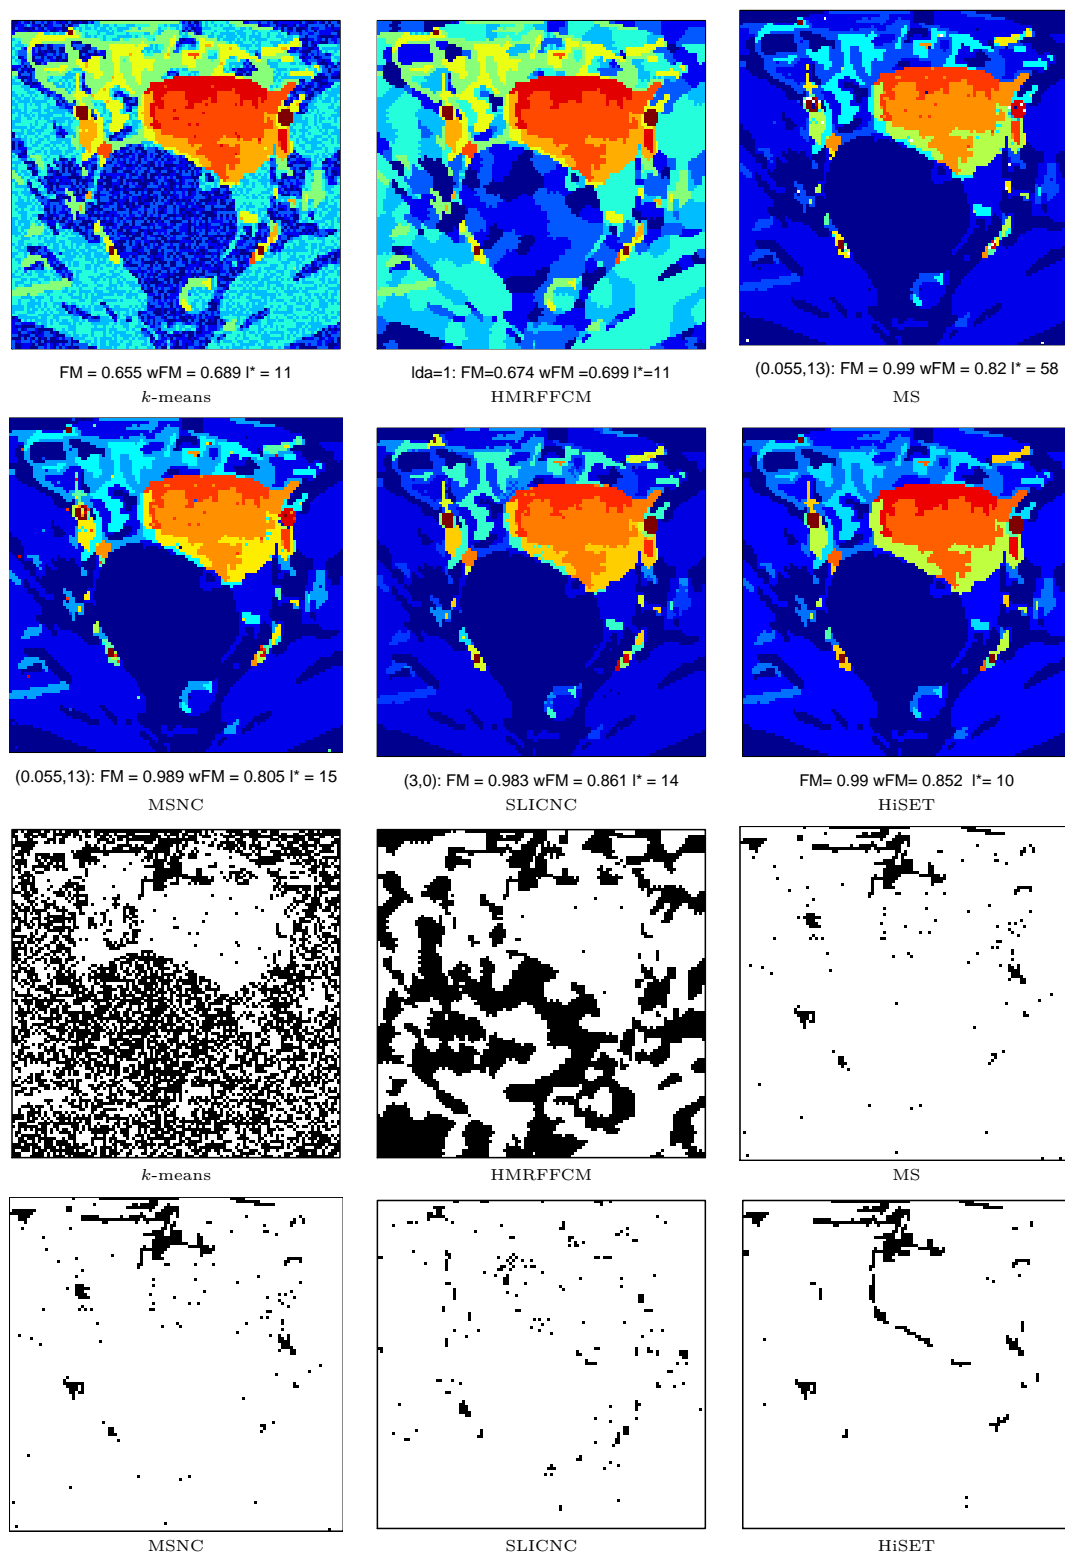 FM = 0.655 wFM = 0.689 l* = 11
k-means
lda=1: FM=0.674 wFM =0.699 l*=11
HMRFFCM
(0.055,13): FM = 0.99 wFM = 0.82 l* = 58
MS
(0.055,13): FM = 0.989 wFM = 0.805 l* = 15
MSNC
(3,0): FM = 0.983 wFM = 0.861 l* = 14
SLICNC
FM= 0.99 wFM= 0.852 l*= 10
HiSET
k-means
HMRFFCM
MS
MSNC
SLICNC
HiSET